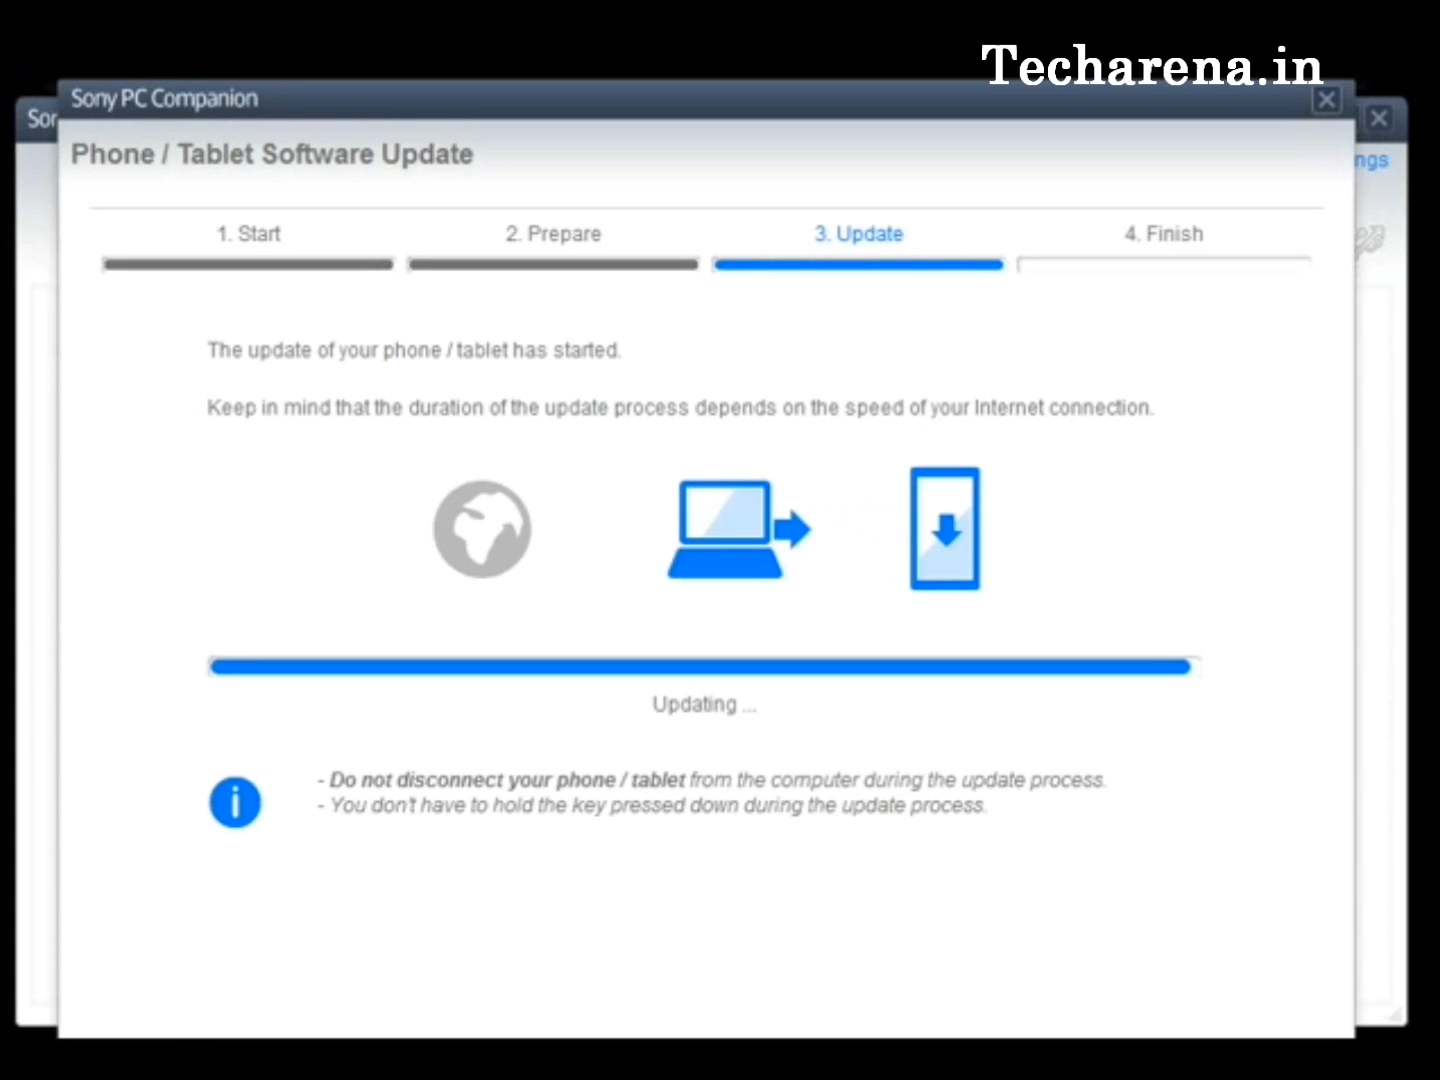 Techarena.in
Sony PC Companion
Phone / Tablet Software Update
1. Start
2. Prepare
3. Update
4. Finish
The update of your phone / tablet has started.
Keep in mind that the duration of the update process depends on the speed of your Internet connection.
Updating ...
- Do not disconnect your phone / tablet from the computer during the update process.
- You don't have to hold the key pressed down during the update process.